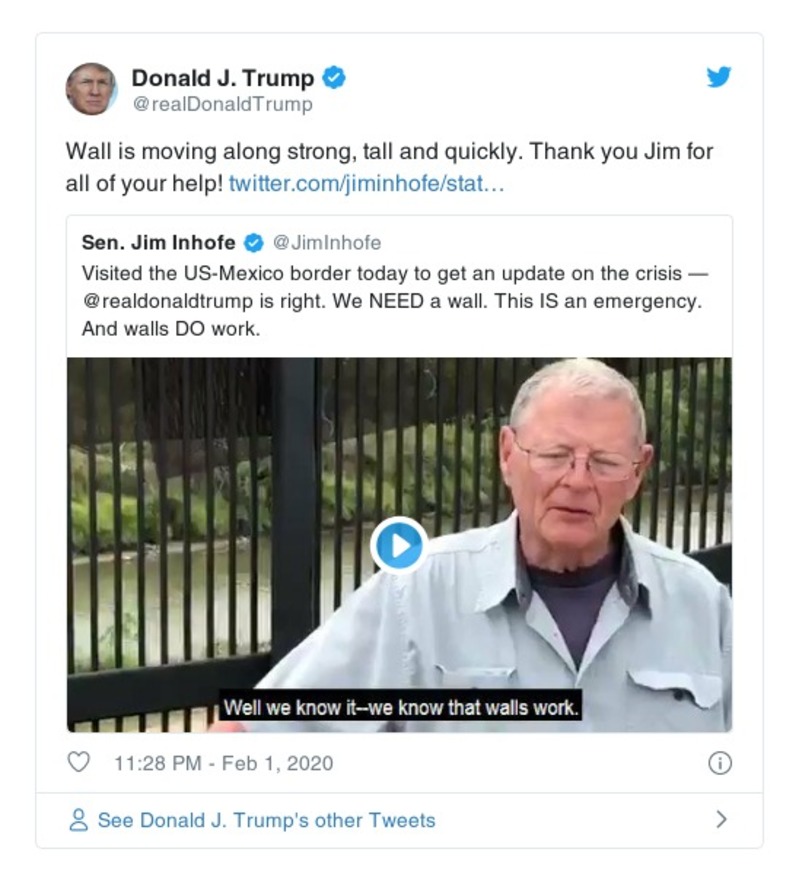 Donald J. Trump
@realDonaldTrump
Wall is moving along strong, tall and quickly. Thank you Jim for
all of your help! twitter.com/jiminhofe/stat…
Sen. Jim Inhofe @JimInhofe
Visited the US-Mexico border today to get an update on the crisis —
@realdonaldtrump is right. We NEED a wall. This IS an emergency.
And walls DO work.
Well we know it--we know that walls work.
11:28 PM - Feb 1, 2020
See Donald J. Trump's other Tweets